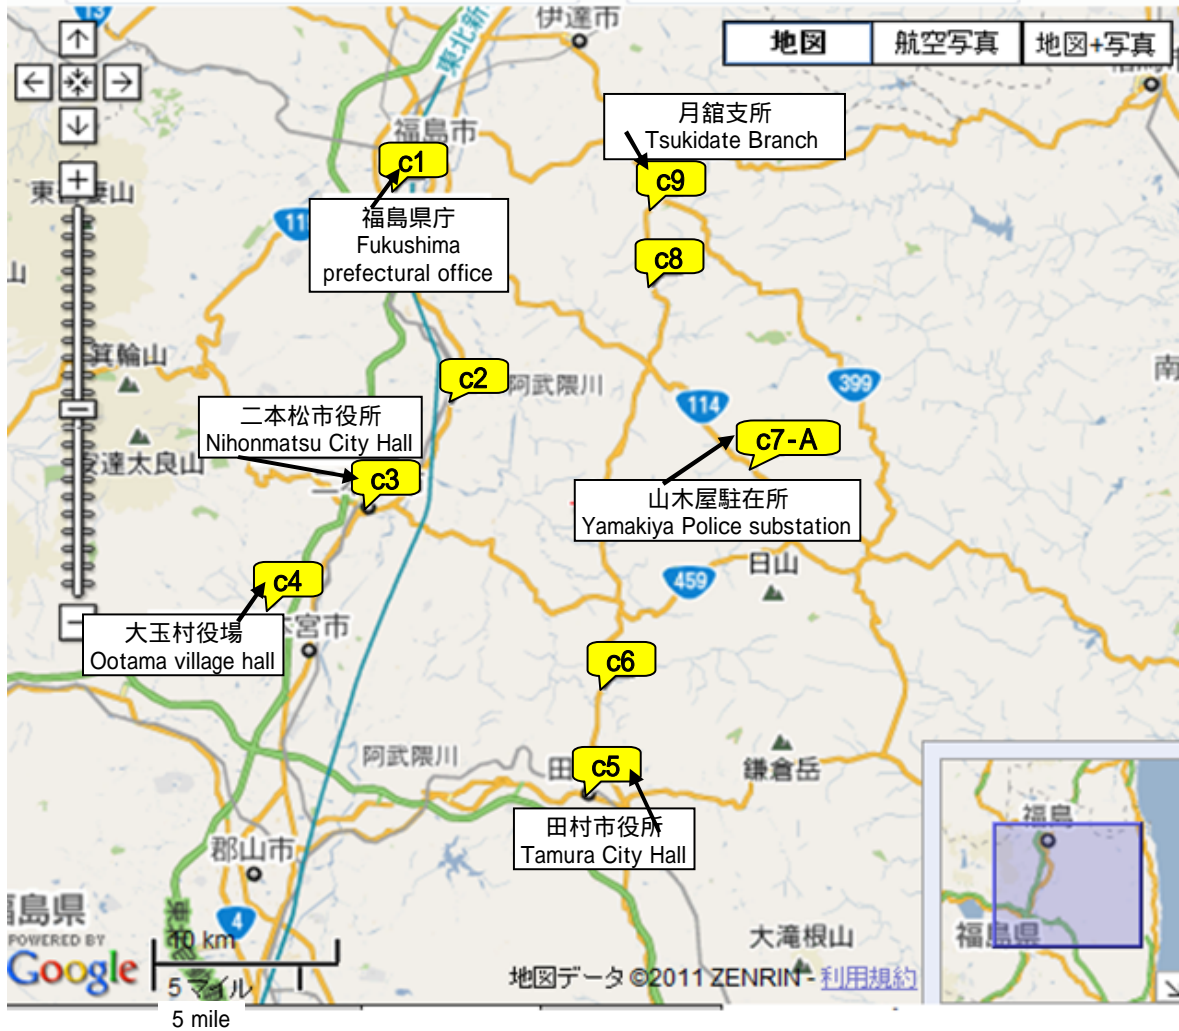 13
東北新
伊達市
地図
航空写真
地図+写真
福島市
月舘支所
Tsukidate Branch
c1
c9
福島県庁
Fukushima
prefectural office
c8
山
箕輪山
c2
阿武隈川
399
南
114
二本松市役所
Nihonmatsu City Hall
c7-A
安達太良山
c3
山木屋駐在所
Yamakiya Police substation
日山
459
c4
大玉村役場
Ootama village hall
本宮市
c6
阿武隈川
田
c5
鎌倉岳
田村市役所
Tamura City Hall
郡山市
福島
福島県
4
島県
POWERED BY
Google
10 km
5 マイル
大滝根山
地図データ ©2011 ZENRIN - 利用規約
5 mile